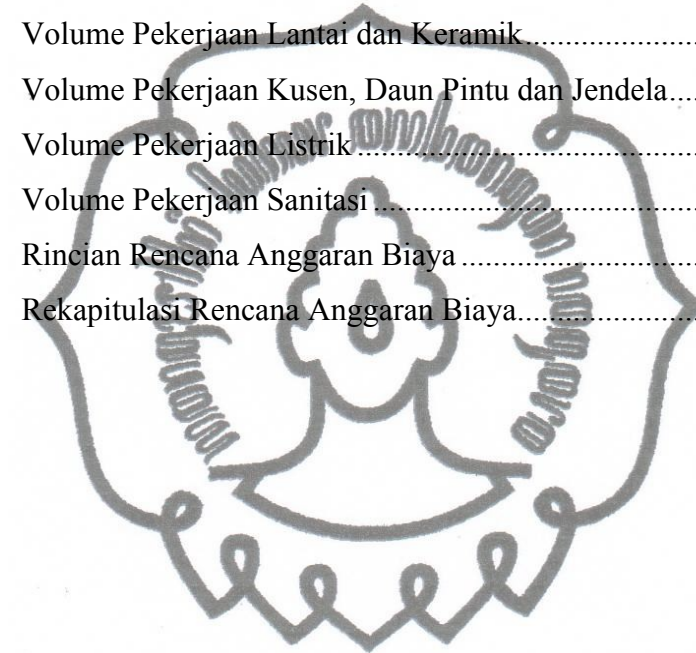 Volume Pekerjaan Lantai dan Keramik.......................
Volume Pekerjaan Kusen, Daun Pintu dan Jendela....
Volume Pekerjaan Listrik ..............................................
Volume Pekerjaan Sanitasi ...........................................
Rincian Rencana Anggaran Biaya ................................
Rekapitulasi Rencana Anggaran Biaya.........................